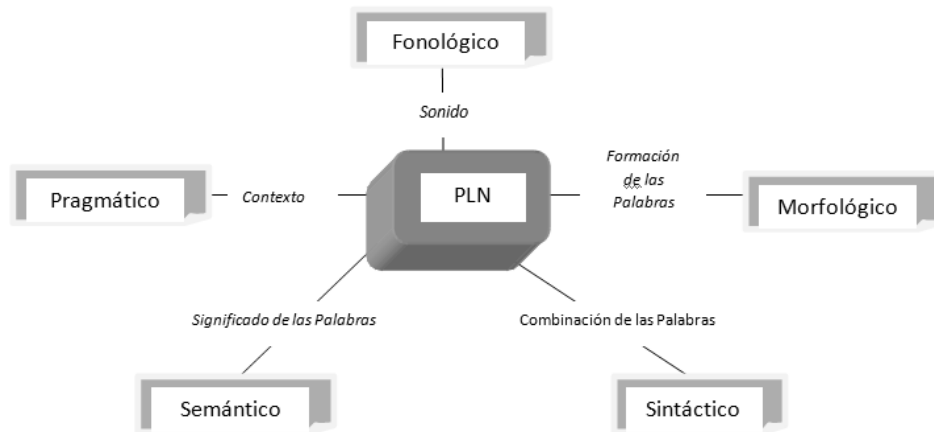 Fonológico
Sonido
Pragmático
Contexto
PLN
Formación
de las
Palabras
Morfológico
Significado de las Palabras
Combinación de las Palabras
Semántico
Sintáctico